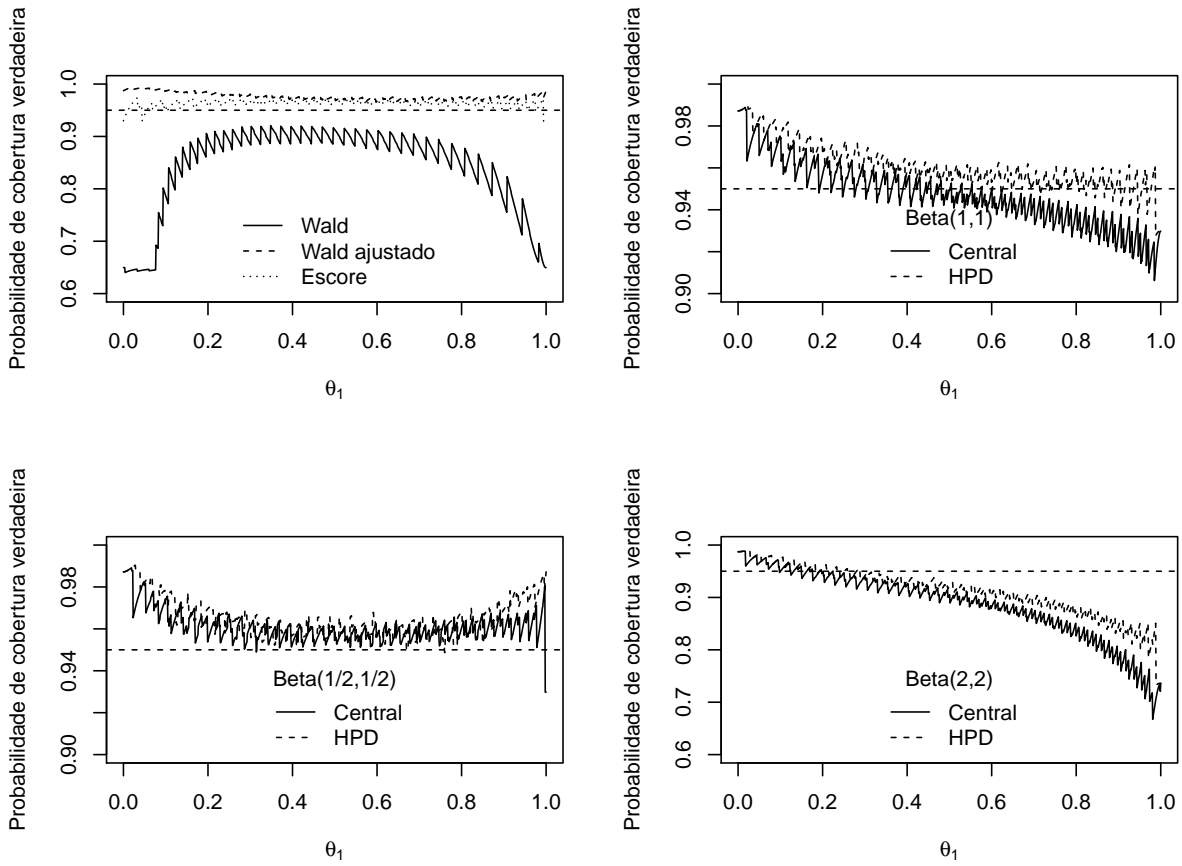 Probabilidade de cobertura verdadeira
1.0
0.9
0.8
0.7
0.6
Wald
Wald ajustado
Escore
0.0 0.2 0.4 0.6 0.8 1.0
θ1
Probabilidade de cobertura verdadeira
0.98
0.94
0.90
Beta(1,1)
Central
HPD
0.0 0.2 0.4 0.6 0.8 1.0
θ1
Probabilidade de cobertura verdadeira
0.98
0.94
0.90
Beta(1/2,1/2)
Central
HPD
0.0 0.2 0.4 0.6 0.8 1.0
θ1
Probabilidade de cobertura verdadeira
1.0
0.9
0.8
0.7
0.6
Beta(2,2)
Central
HPD
0.0 0.2 0.4 0.6 0.8 1.0
θ1